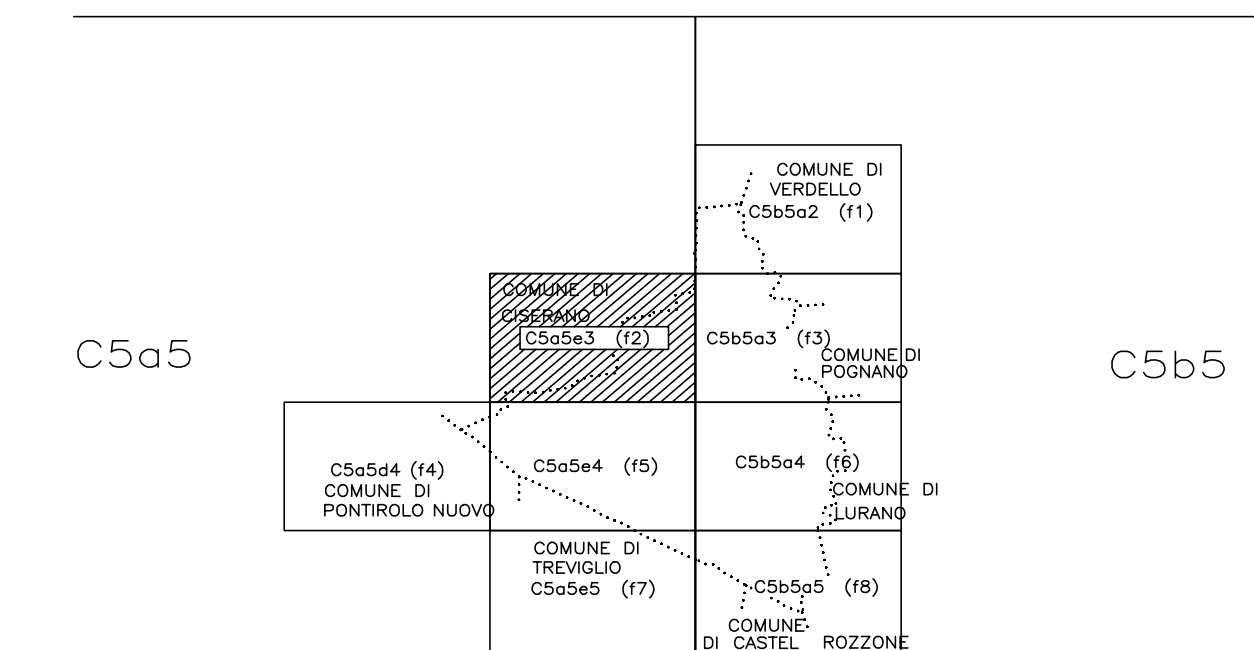 COMUNE DI
VERDELLO
C5b5a2 (f1)
COMUNE DI
CISERANO
C5a5e3 (f2)
C5b5a3 (f3)
COMUNE DI
POGNANO
C5a5
C5b5
C5a5d4 (f4)
COMUNE DI
PONTIROLO NUOVO
C5a5e4 (f5)
C5b5a4 (f6)
COMUNE DI
LURANO
COMUNE DI
TREVIGLIO
C5a5e5 (f7)
C5b5a5 (f8)
COMUNE
DI CASTEL ROZZONE